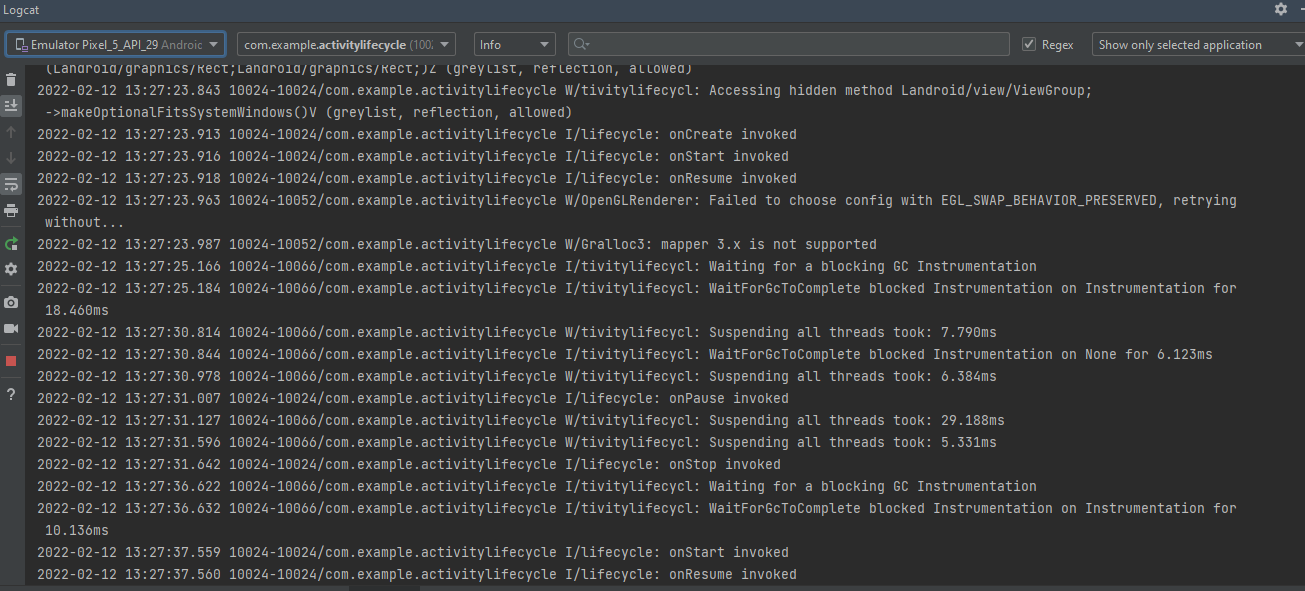 Logcat
Emulator Pixel_5_API_29 Androic
com.example.activitylifecycle (1002
Info
Regex
Show only selected application
(Landroid/graphics/Rect;Landroid/graphics/Rect;)Z (greylist, reflection, allowed)
2022-02-12 13:27:23.843 10024-10024/com.example.activitylifecycle W/tivitylifecycl: Accessing hidden method Landroid/view/ViewGroup;
->makeOptionalFitsSystemWindows()V (greylist, reflection, allowed)
2022-02-12 13:27:23.913 10024-10024/com.example.activitylifecycle I/lifecycle: onCreate invoked
2022-02-12 13:27:23.916 10024-10024/com.example.activitylifecycle I/lifecycle: onStart invoked
2022-02-12 13:27:23.918 10024-10024/com.example.activitylifecycle I/lifecycle: onResume invoked
2022-02-12 13:27:23.963 10024-10052/com.example.activitylifecycle W/OpenGLRenderer: Failed to choose config with EGL_SWAP_BEHAVIOR_PRESERVED, retrying
without...
2022-02-12 13:27:23.987 10024-10052/com.example.activitylifecycle W/Gralloc3: mapper 3.x is not supported
2022-02-12 13:27:25.166 10024-10066/com.example.activitylifecycle I/tivitylifecycl: Waiting for a blocking GC Instrumentation
2022-02-12 13:27:25.184 10024-10066/com.example.activitylifecycle I/tivitylifecycl: WaitForGcToComplete blocked Instrumentation on Instrumentation for
18.460ms
2022-02-12 13:27:30.814 10024-10066/com.example.activitylifecycle W/tivitylifecycl: Suspending all threads took: 7.790ms
2022-02-12 13:27:30.844 10024-10066/com.example.activitylifecycle I/tivitylifecycl: WaitForGcToComplete blocked Instrumentation on None for 6.123ms
2022-02-12 13:27:30.978 10024-10066/com.example.activitylifecycle W/tivitylifecycl: Suspending all threads took: 6.384ms
2022-02-12 13:27:31.007 10024-10024/com.example.activitylifecycle I/lifecycle: onPause invoked
2022-02-12 13:27:31.127 10024-10066/com.example.activitylifecycle W/tivitylifecycl: Suspending all threads took: 29.188ms
2022-02-12 13:27:31.596 10024-10066/com.example.activitylifecycle W/tivitylifecycl: Suspending all threads took: 5.331ms
2022-02-12 13:27:31.642 10024-10024/com.example.activitylifecycle I/lifecycle: onStop invoked
2022-02-12 13:27:36.622 10024-10066/com.example.activitylifecycle I/tivitylifecycl: Waiting for a blocking GC Instrumentation
2022-02-12 13:27:36.632 10024-10066/com.example.activitylifecycle I/tivitylifecycl: WaitForGcToComplete blocked Instrumentation on Instrumentation for
10.136ms
2022-02-12 13:27:37.559 10024-10024/com.example.activitylifecycle I/lifecycle: onStart invoked
2022-02-12 13:27:37.560 10024-10024/com.example.activitylifecycle I/lifecycle: onResume invoked